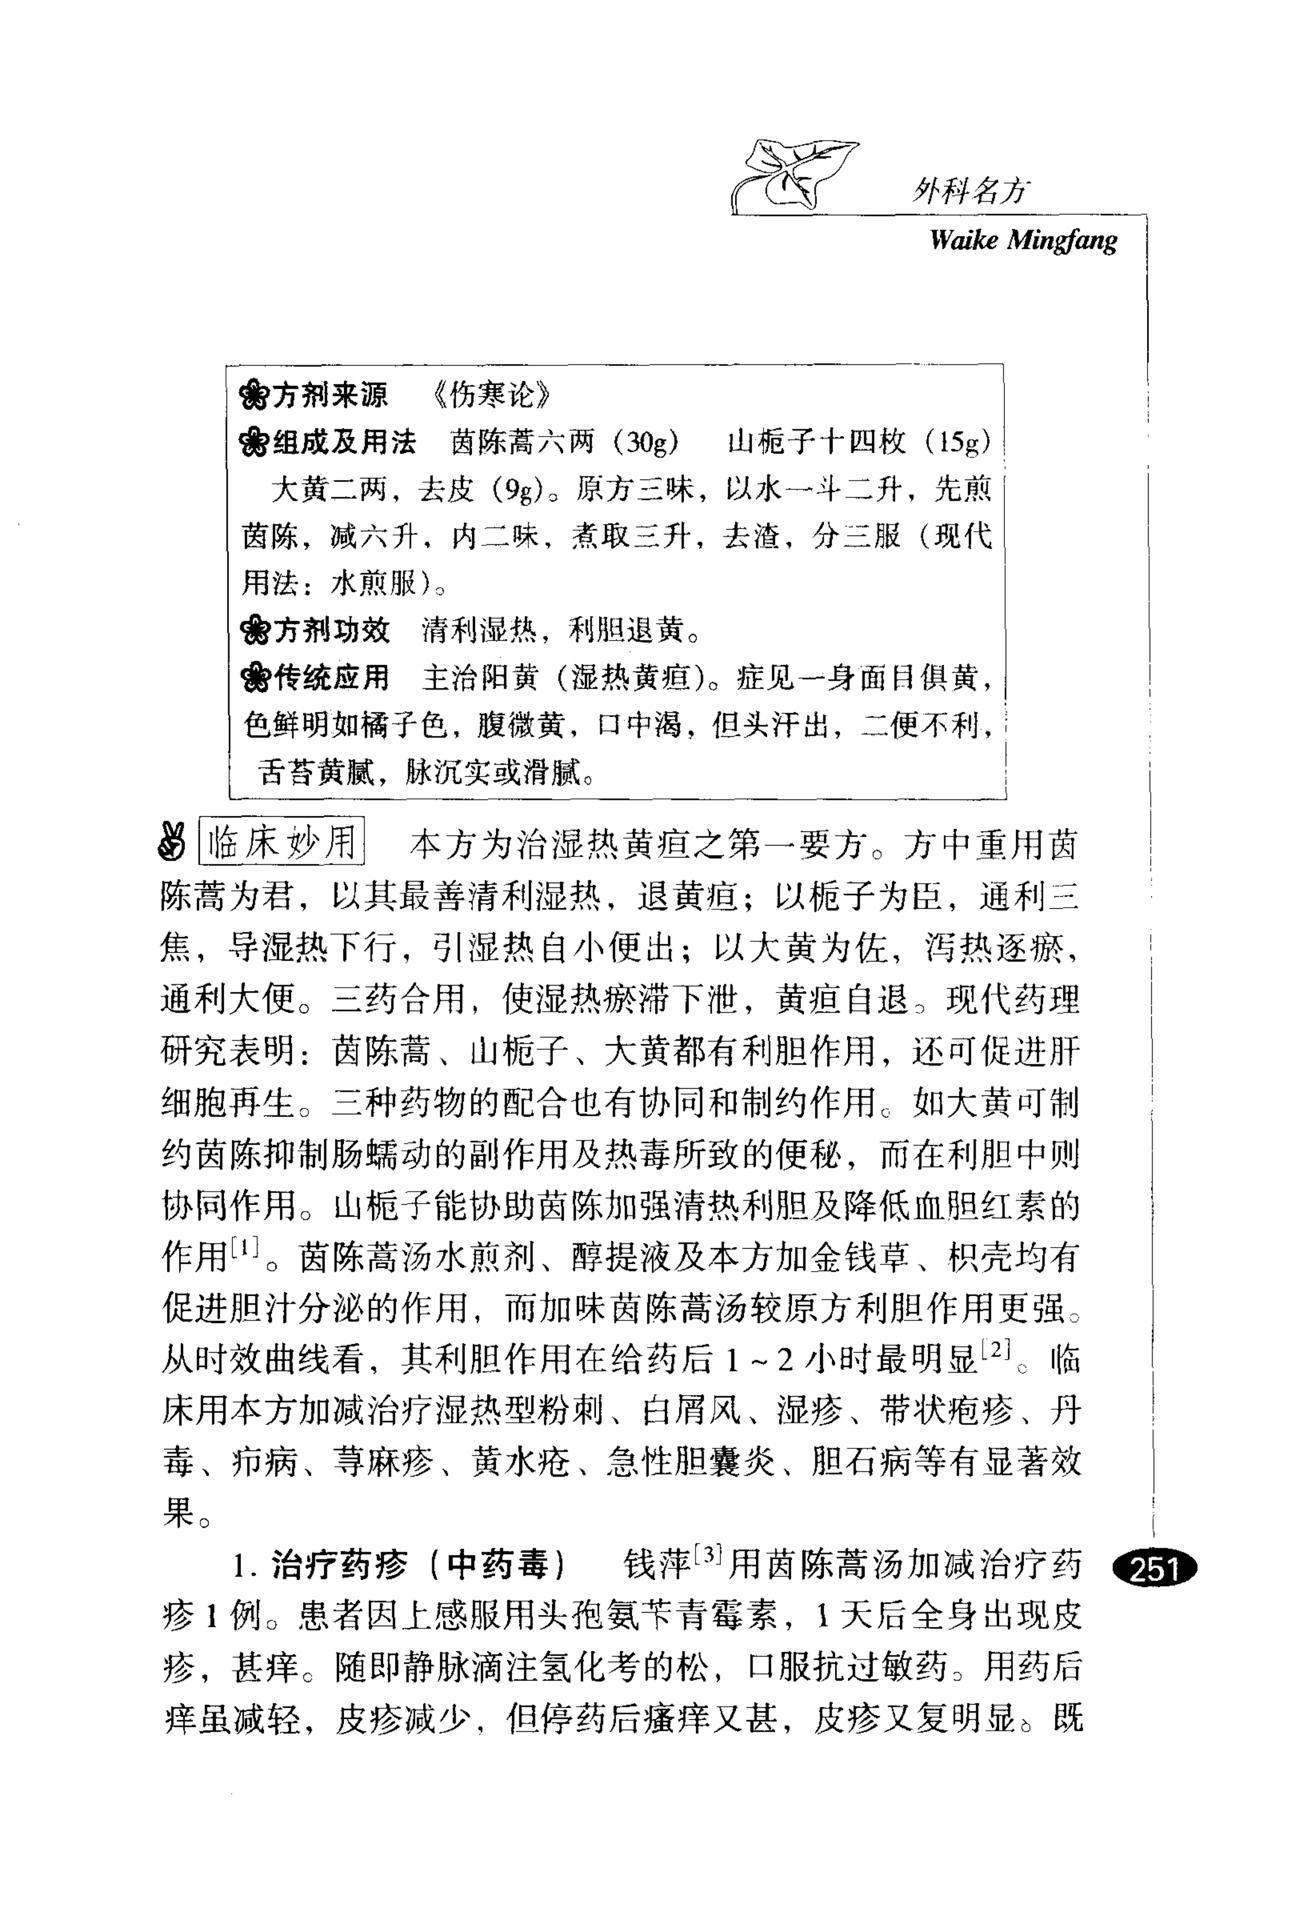 外科名方
Waike Mingfang
方剂来源 《伤寒论》
组成及用法 茵陈蒿六两（30g） 山栀子十四枚（15g）
大黄二两，去皮（9g）。原方三味，以水一斗二升，先煎
茵陈，减六升，内二味，煮取三升，去渣，分三服（现代
用法：水煎服）。
方剂功效 清利湿热，利胆退黄。
传统应用 主治阳黄（湿热黄疸）。症见一身面目俱黄，
色鲜明如橘子色，腹微黄，口中渴，但头汗出，二便不利，
舌苔黄腻，脉沉实或滑腻。
临床妙用 本方为治湿热黄疸之第一要方。方中重用茵
陈蒿为君，以其最善清利湿热，退黄疸；以栀子为臣，通利三
焦，导湿热下行，引湿热自小便出；以大黄为佐，泻热逐瘀，
通利大便。三药合用，使湿热瘀滞下泄，黄疸自退。现代药理
研究表明：茵陈蒿、山栀子、大黄都有利胆作用，还可促进肝
细胞再生。三种药物的配合也有协同和制约作用。如大黄可制
约茵陈抑制肠蠕动的副作用及热毒所致的便秘，而在利胆中则
协同作用。山栀子能协助茵陈加强清热利胆及降低血胆红素的
作用[1]。茵陈蒿汤水煎剂、醇提液及本方加金钱草、枳壳均有
促进胆汁分泌的作用，而加味茵陈蒿汤较原方利胆作用更强。
从时效曲线看，其利胆作用在给药后1~2小时最明显[2]。临
床用本方加减治疗湿热型粉刺、白屑风、湿疹、带状疱疹、丹
毒、疖病、荨麻疹、黄水疮、急性胆囊炎、胆石病等有显著效
果。
1. 治疗药疹（中药毒） 钱萍[3]用茵陈蒿汤加减治疗药
251
疹1例。患者因上感服用头孢氨苄青霉素，1天后全身出现皮
疹，甚痒。随即静脉滴注氢化考的松，口服抗过敏药。用药后
痒虽减轻，皮疹减少，但停药后瘙痒又甚，皮疹又复明显。既